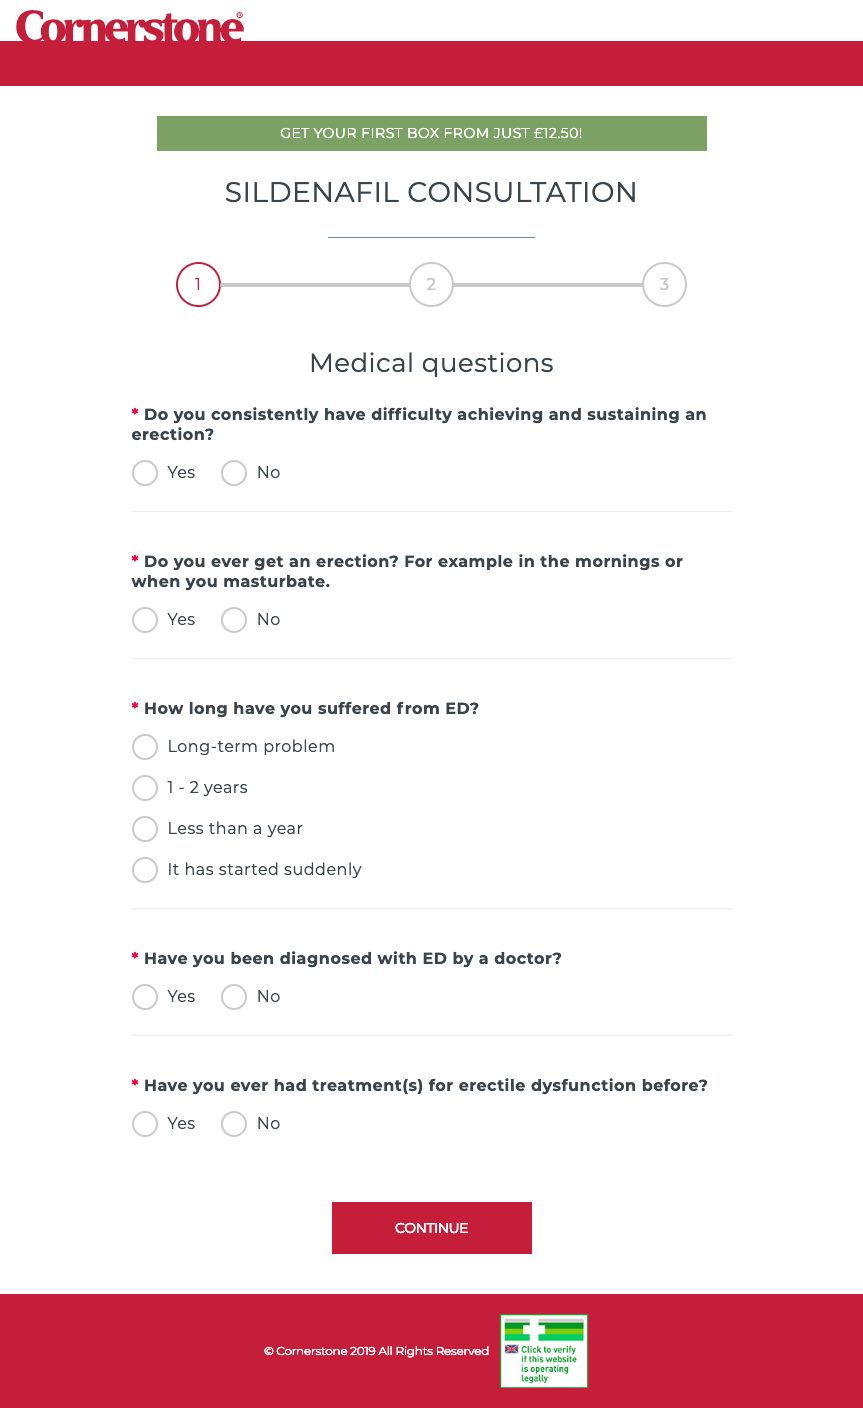 Cornerstone®
GET YOUR FIRST BOX FROM JUST £12.50!
SILDENAFIL CONSULTATION
1 2 3
Medical questions
* Do you consistently have difficulty achieving and sustaining an
erection?
Yes No
* Do you ever get an erection? For example in the mornings or
when you masturbate.
Yes No
* How long have you suffered from ED?
Long-term problem
1 - 2 years
Less than a year
It has started suddenly
* Have you been diagnosed with ED by a doctor?
Yes No
* Have you ever had treatment(s) for erectile dysfunction before?
Yes No
CONTINUE
© Cornerstone 2019 All Rights Reserved
Click to verify
if this website
is operating
legally